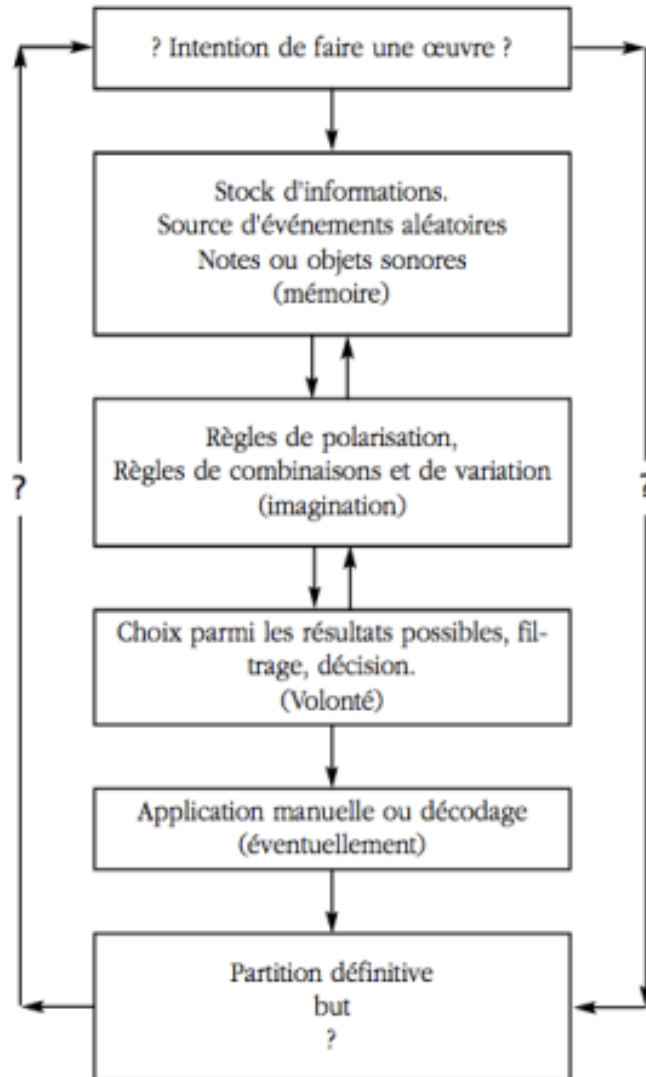 ? Intention de faire une œuvre ?
Stock d'informations.
Source d'événements aléatoires
Notes ou objets sonores
(mémoire)
Règles de polarisation,
Règles de combinaisons et de variation
(imagination)
?
?
Choix parmi les résultats possibles, fil-
trage, décision.
(Volonté)
Application manuelle ou décodage
(éventuellement)
Partition définitive
but
?